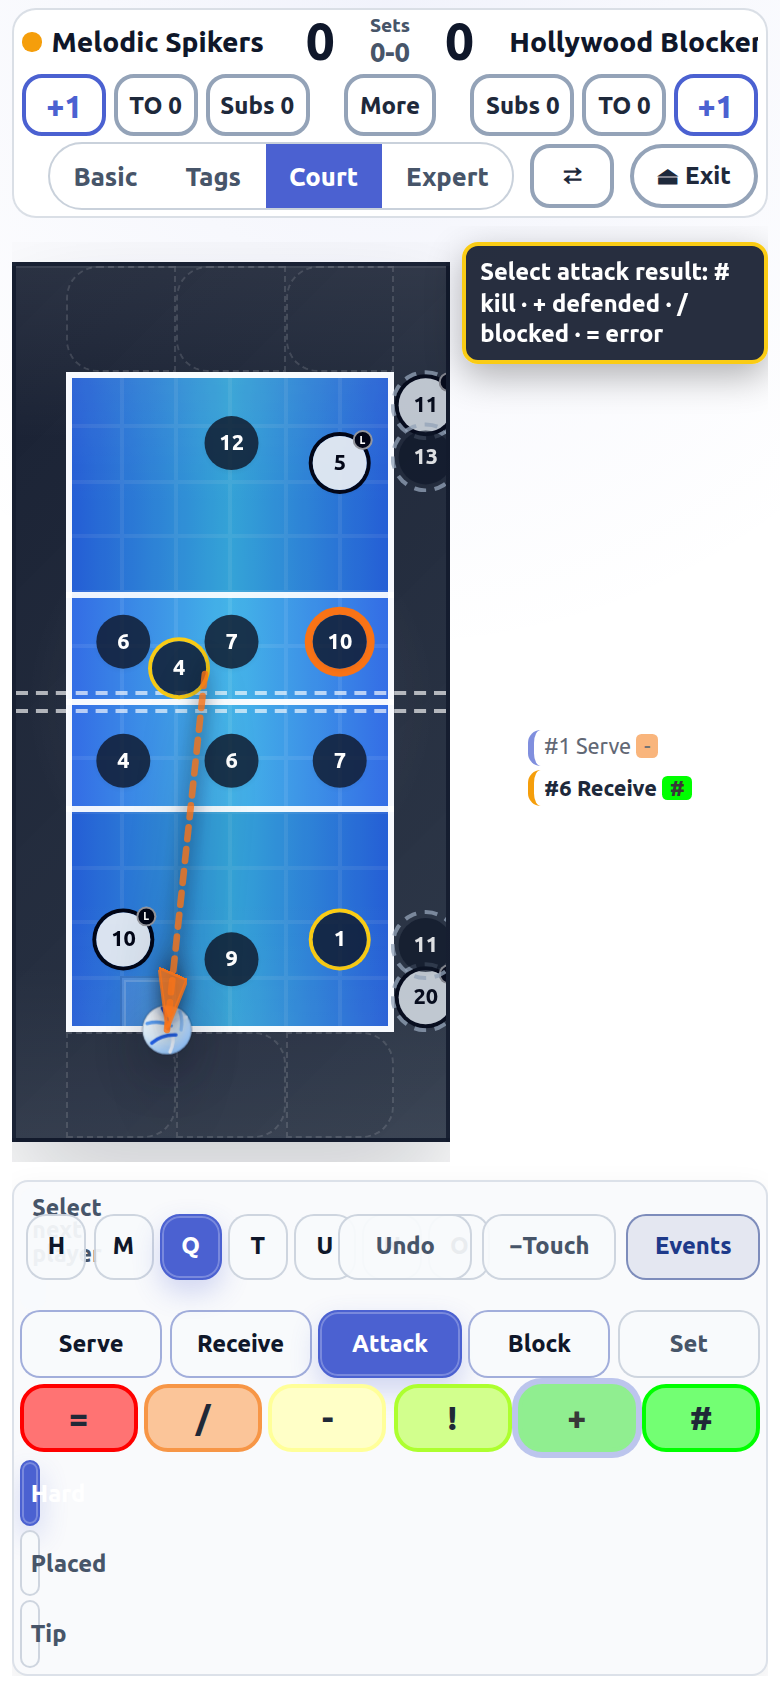 Melodic Spikers 0 Sets 0 Hollywood Blocker
0-0
+1 TO 0 Subs 0 More Subs 0 TO 0 +1
Basic Tags Court Expert ⇄ ⏏ Exit
Select attack result: #
kill · + defended · /
blocked · = error
11
12
L
5
13
6 7 10
4
4 6 7
#1 Serve -
#6 Receive #
L
10 1 11
9
20
Select
next
player
H M Q T U Undo O –Touch Events
Serve Receive Attack Block Set
= / - ! + #
Hard
Placed
Tip